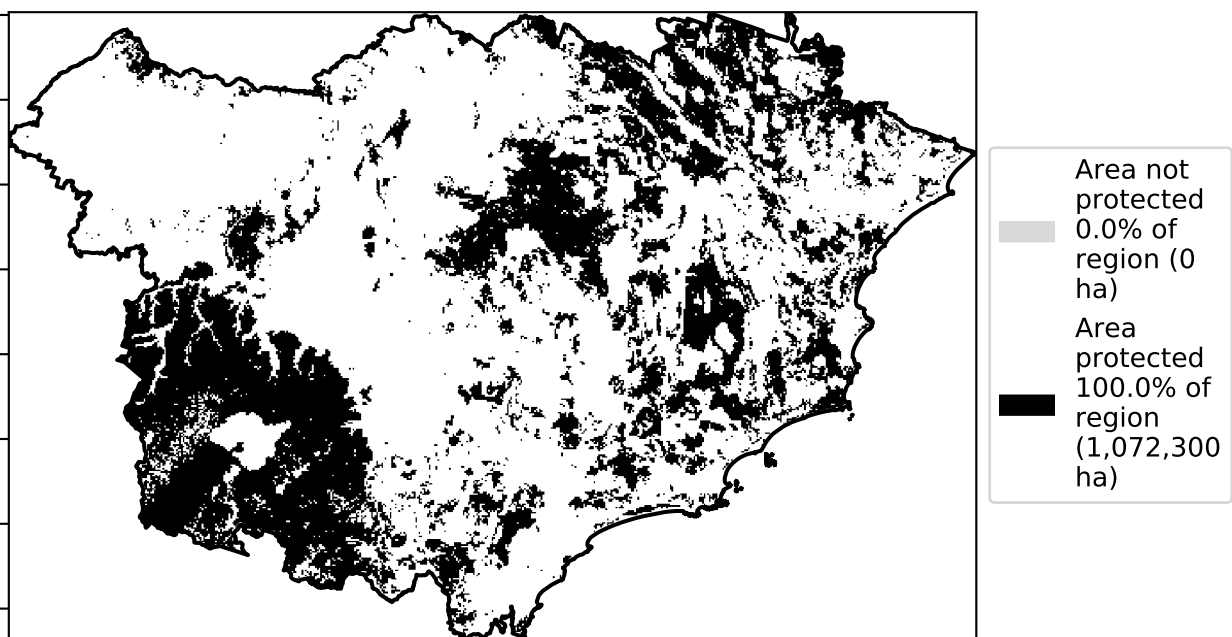 Area not
protected
0.0% of
region (0
ha)
Area
protected
100.0% of
region
(1,072,300
ha)